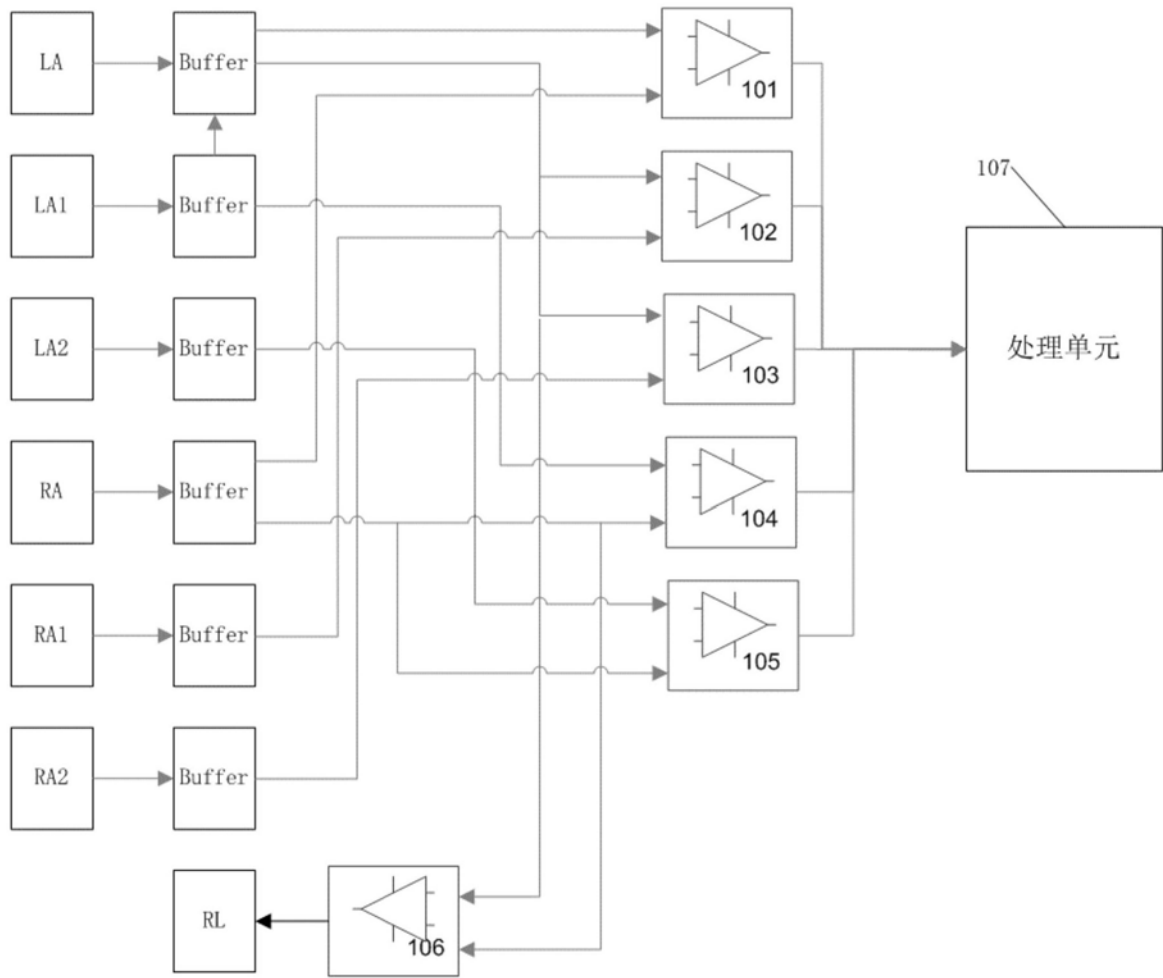 LA
Buffer
101
LA1
Buffer
102
107
LA2
Buffer
103
处理单元
RA
Buffer
104
RA1
Buffer
105
RA2
Buffer
RL
106